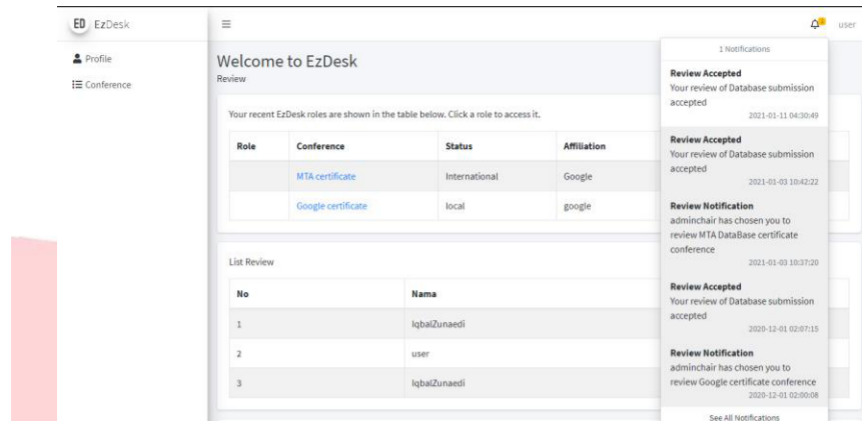 ED EzDesk
1 user
Profile
Conference
Welcome to EzDesk
Review
Your recent EzDesk roles are shown in the table below. Click a role to access it.
Role Conference Status Affiliation
MTA certificate International Google
Google certificate local google
List Review
No Nama
1 IqbalZunaedi
2 user
3 IqbalZunaedi
1 Notifications
Review Accepted
Your review of Database submission
accepted
2021-01-11 04:30:49
Review Accepted
Your review of Database submission
accepted
2021-01-03 10:42:22
Review Notification
adminchair has chosen you to
review MTA DataBase certificate
conference
2021-01-03 10:37:20
Review Accepted
Your review of Database submission
accepted
2020-12-01 02:07:15
Review Notification
adminchair has chosen you to
review Google certificate conference
2020-12-01 02:00:08
See All Notifications